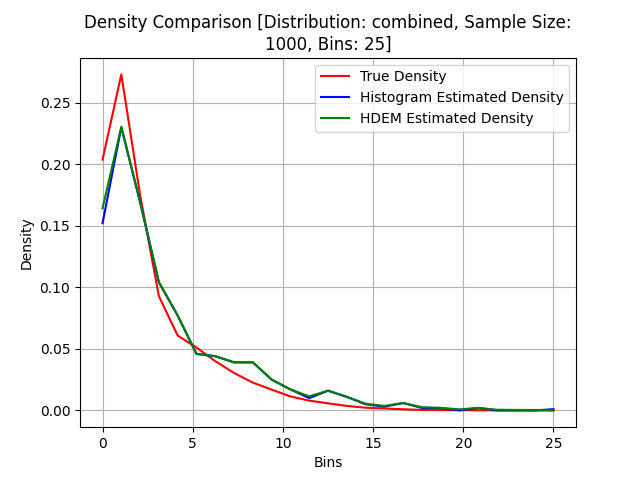 Density Comparison [Distribution: combined, Sample Size:
1000, Bins: 25]
True Density
Histogram Estimated Density
HDEM Estimated Density
Density
0.25
0.20
0.15
0.10
0.05
0.00
0
5
10
15
20
25
Bins